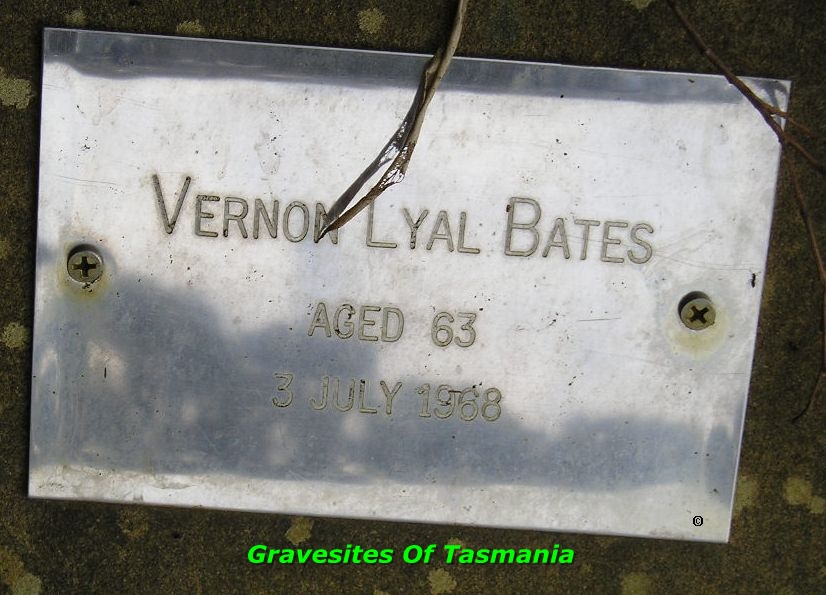 VERNON LYAL BATES
AGED 63
3 JULY 1968
©
Gravesites Of Tasmania